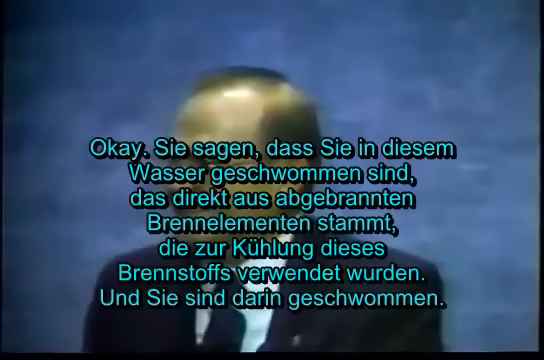 Okay. Sie sagen, dass Sie in diesem
Wasser geschwommen sind,
das direkt aus abgebrannten
Brennelementen stammt,
die zur Kühlung dieses
Brennstoffs verwendet wurden.
Und Sie sind darin geschwommen.